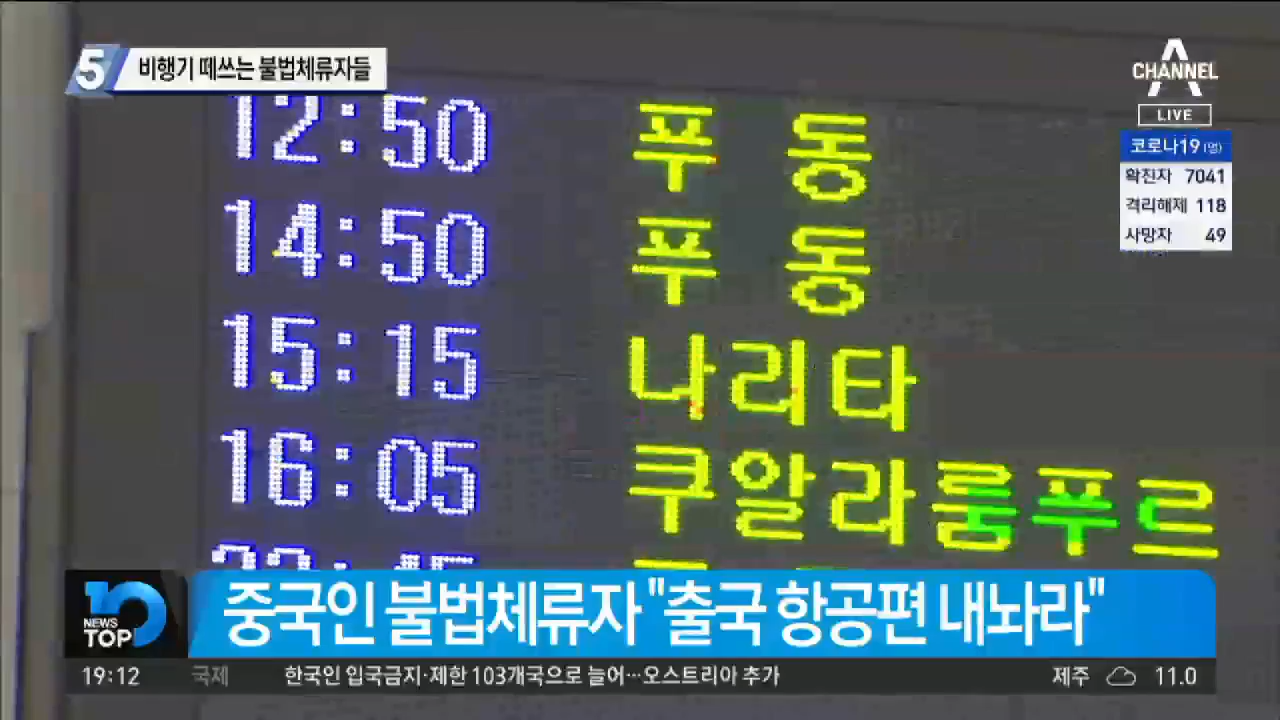 5 비행기 떼쓰는 불법체류자들
CHANNEL A
LIVE
코로나19 (명)
확진자 7041
격리해제 118
사망자 49
12:50 푸동
14:50 푸동
15:15 나리타
16:05 쿠알라룸푸르
NEWS TOP 10
중국인 불법체류자 "출국 항공편 내놔라"
19:12 국제 한국인 입국금지·제한 103개국으로 늘어…오스트리아 추가 제주 11.0